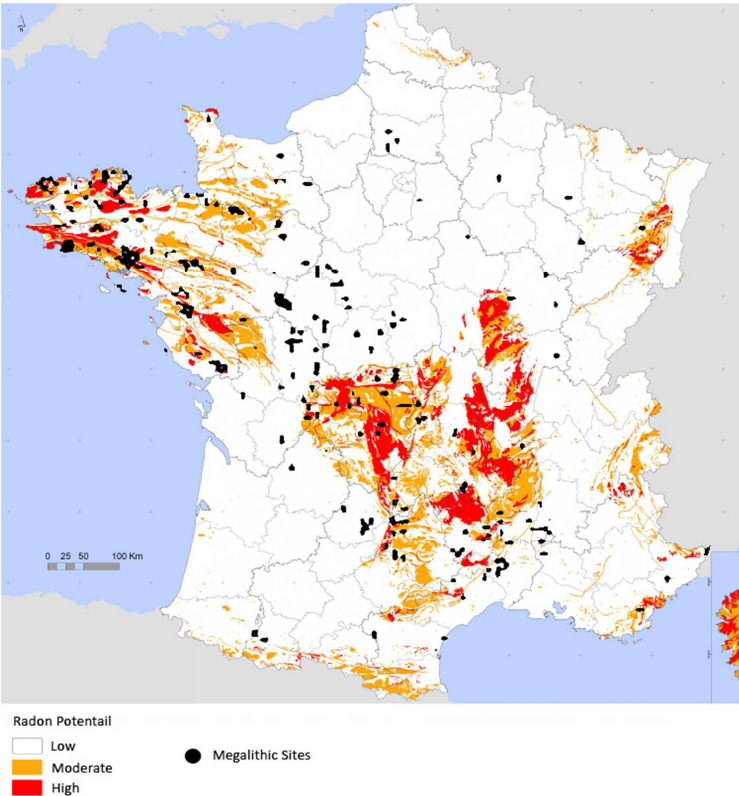 N
0 25 50 100 Km
Radon Potentail
Low
Moderate
High
Megalithic Sites